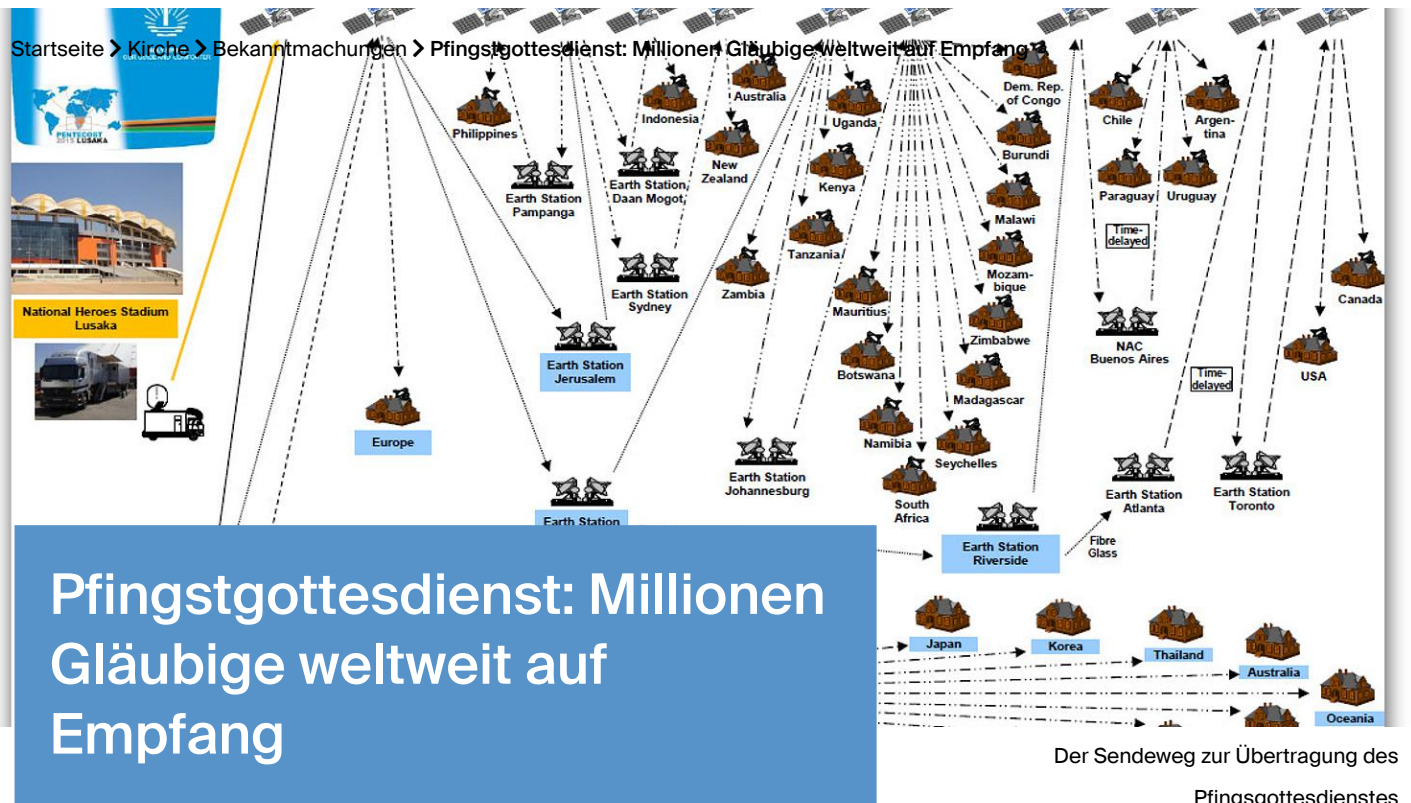 Startseite > Kirche > Bekanntmachungen > Pfingstgottesdienst: Millionen Gläubige weltweit auf Empfang
PENTECOST
2015 LUSAKA
National Heroes Stadium
Lusaka
Europe
Philippines
Earth Station
Pampanga
Indonesia
Earth Station
Daan Mogot
Earth Station
Sydney
Earth Station
Jerusalem
Earth Station
Australia
New
Zealand
Uganda
Kenya
Tanzania
Zambia
Mauritius
Botswana
Namibia
South
Africa
Seychelles
Madagascar
Zimbabwe
Mozam-
bique
Malawi
Burundi
Dem. Rep.
of Congo
Earth Station
Johannesburg
Earth Station
Riverside
Fibre
Glass
Chile
Argen-
tina
Paraguay
Uruguay
Time-
delayed
NAC
Buenos Aires
Time-
delayed
Earth Station
Atlanta
Earth Station
Toronto
USA
Canada
Japan
Korea
Thailand
Australia
Oceania
Pfingstgottesdienst: Millionen
Gläubige weltweit auf
Empfang
Der Sendeweg zur Übertragung des
Pfingsgottesdienstes